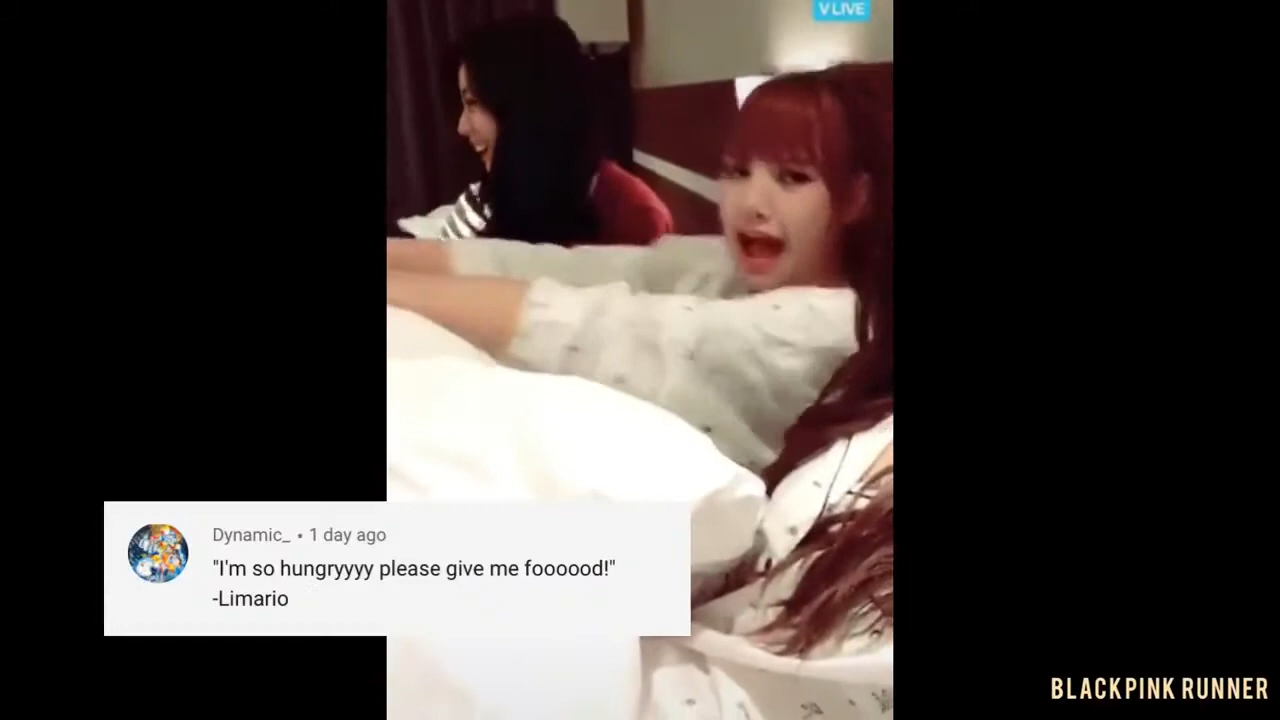 V LIVE
Dynamic_ • 1 day ago
"I'm so hungryyyy please give me foooood!"
-Limario
BLACKPINK RUNNER